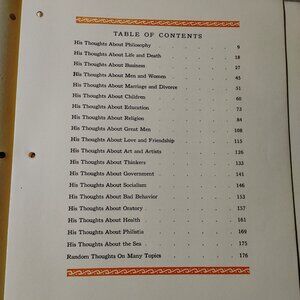 TABLE OF CONTENTS
His Thoughts About Philosophy 9
His Thoughts About Life and Death 18
His Thoughts About Business 37
His Thoughts About Men and Women 45
His Thoughts About Marriage and Divorce 51
His Thoughts About Children 60
His Thoughts About Education 73
His Thoughts About Religion 84
His Thoughts About Great Men 108
His Thoughts About Love and Friendship 115
His Thoughts About Art and Artists 126
His Thoughts About Thinkers 133
His Thoughts About Government 141
His Thoughts About Socialism 146
His Thoughts About Bad Behavior 153
His Thoughts About Oratory 157
His Thoughts About Health 161
His Thoughts About Philistia 169
His Thoughts About the Sea 175
Random Thoughts On Many Topics 176